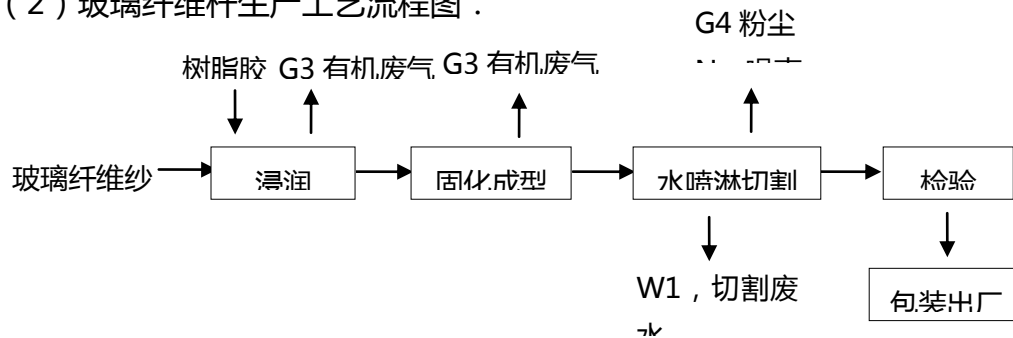 （2）玻璃纤维杆生产工艺流程图：
G4 粉尘
树脂胶 G3 有机废气 G3 有机废气
玻璃纤维纱
浸润
固化成型
水喷淋切割
检验
W1，切割废
水
包装出厂